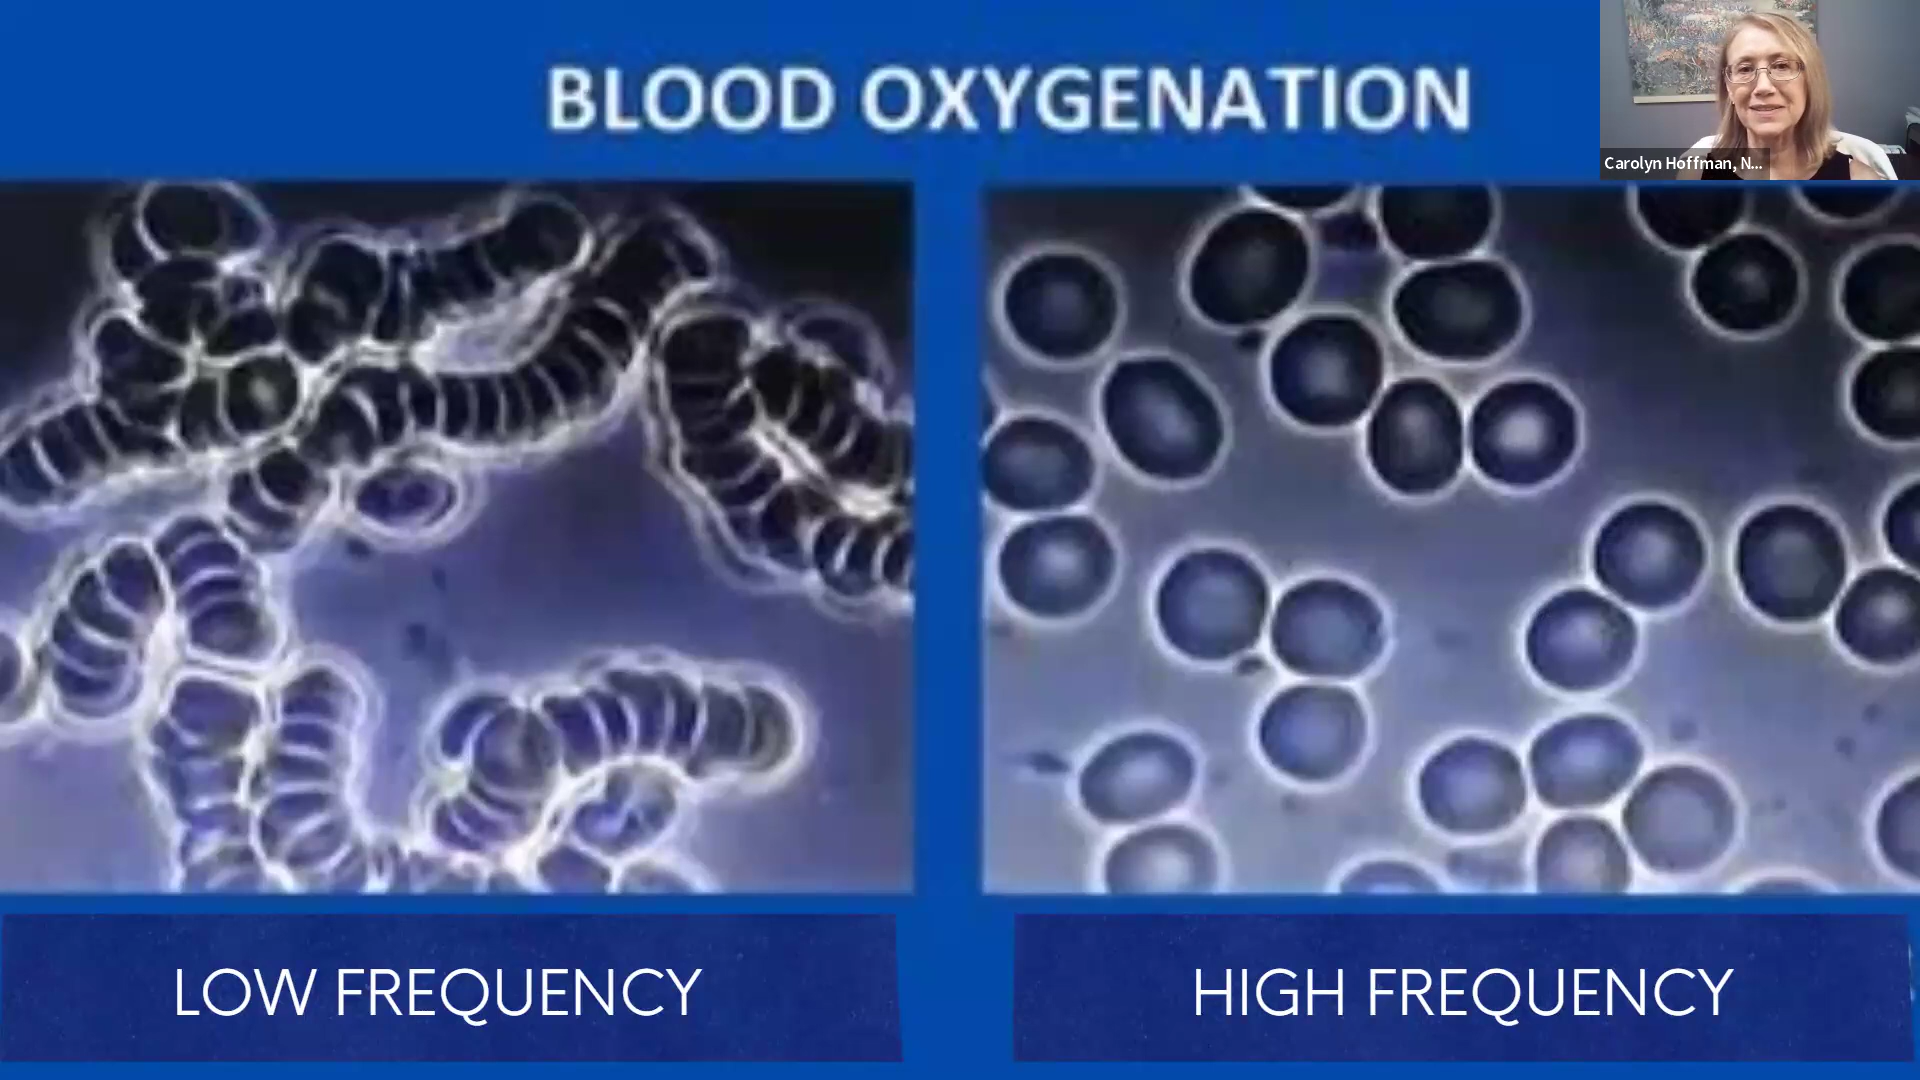 BLOOD OXYGENATION
Carolyn Hoffman, N...
LOW FREQUENCY
HIGH FREQUENCY